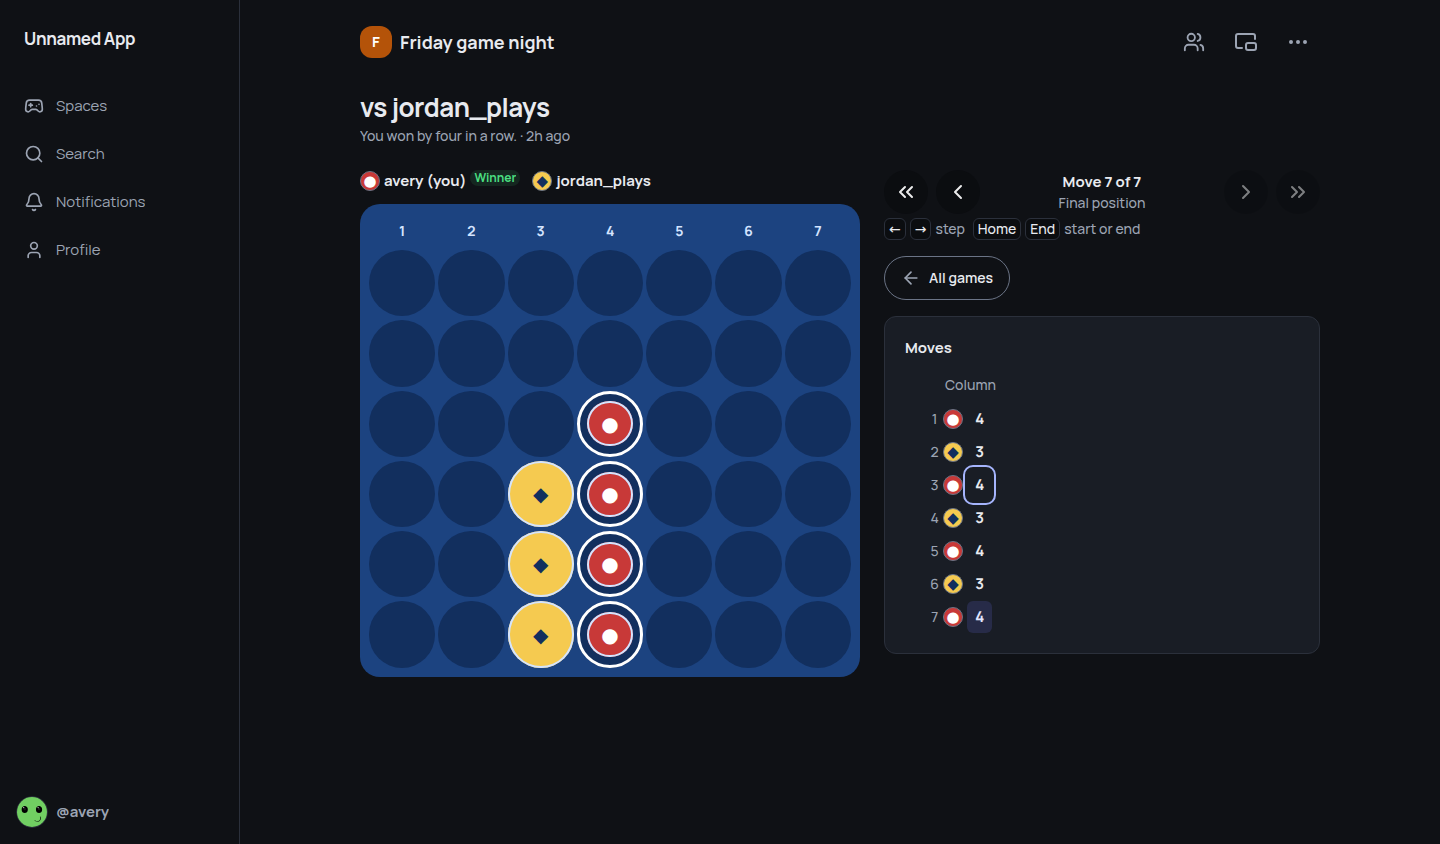 Unnamed App
Spaces
Search
Notifications
Profile
@avery
F Friday game night
vs jordan_plays
You won by four in a row. · 2h ago
avery (you) Winner jordan_plays
1 2 3 4 5 6 7
Move 7 of 7
Final position
← → step Home End start or end
All games
Moves
Column
1 4
2 3
3 4
4 3
5 4
6 3
7 4